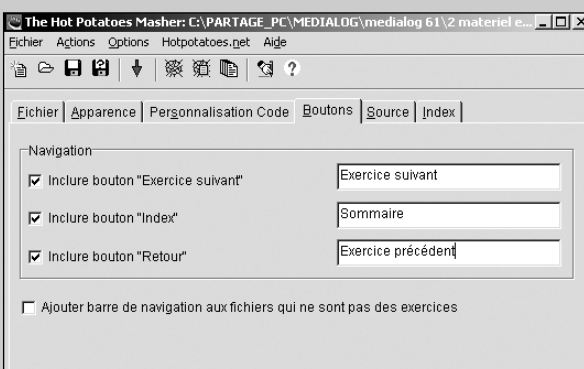 The Hot Potatoes Masher: C:\PARTAGE_PC\MEDIALOG\medialog 61\2 materiel e...
Fichier Actions Options Hotpotatoes.net Aide
Fichier Apparence Personnalisation Code Boutons Source Index
Navigation
Inclure bouton "Exercice suivant" Exercice suivant
Inclure bouton "Index" Sommaire
Inclure bouton "Retour" Exercice précédent
Ajouter barre de navigation aux fichiers qui ne sont pas des exercices